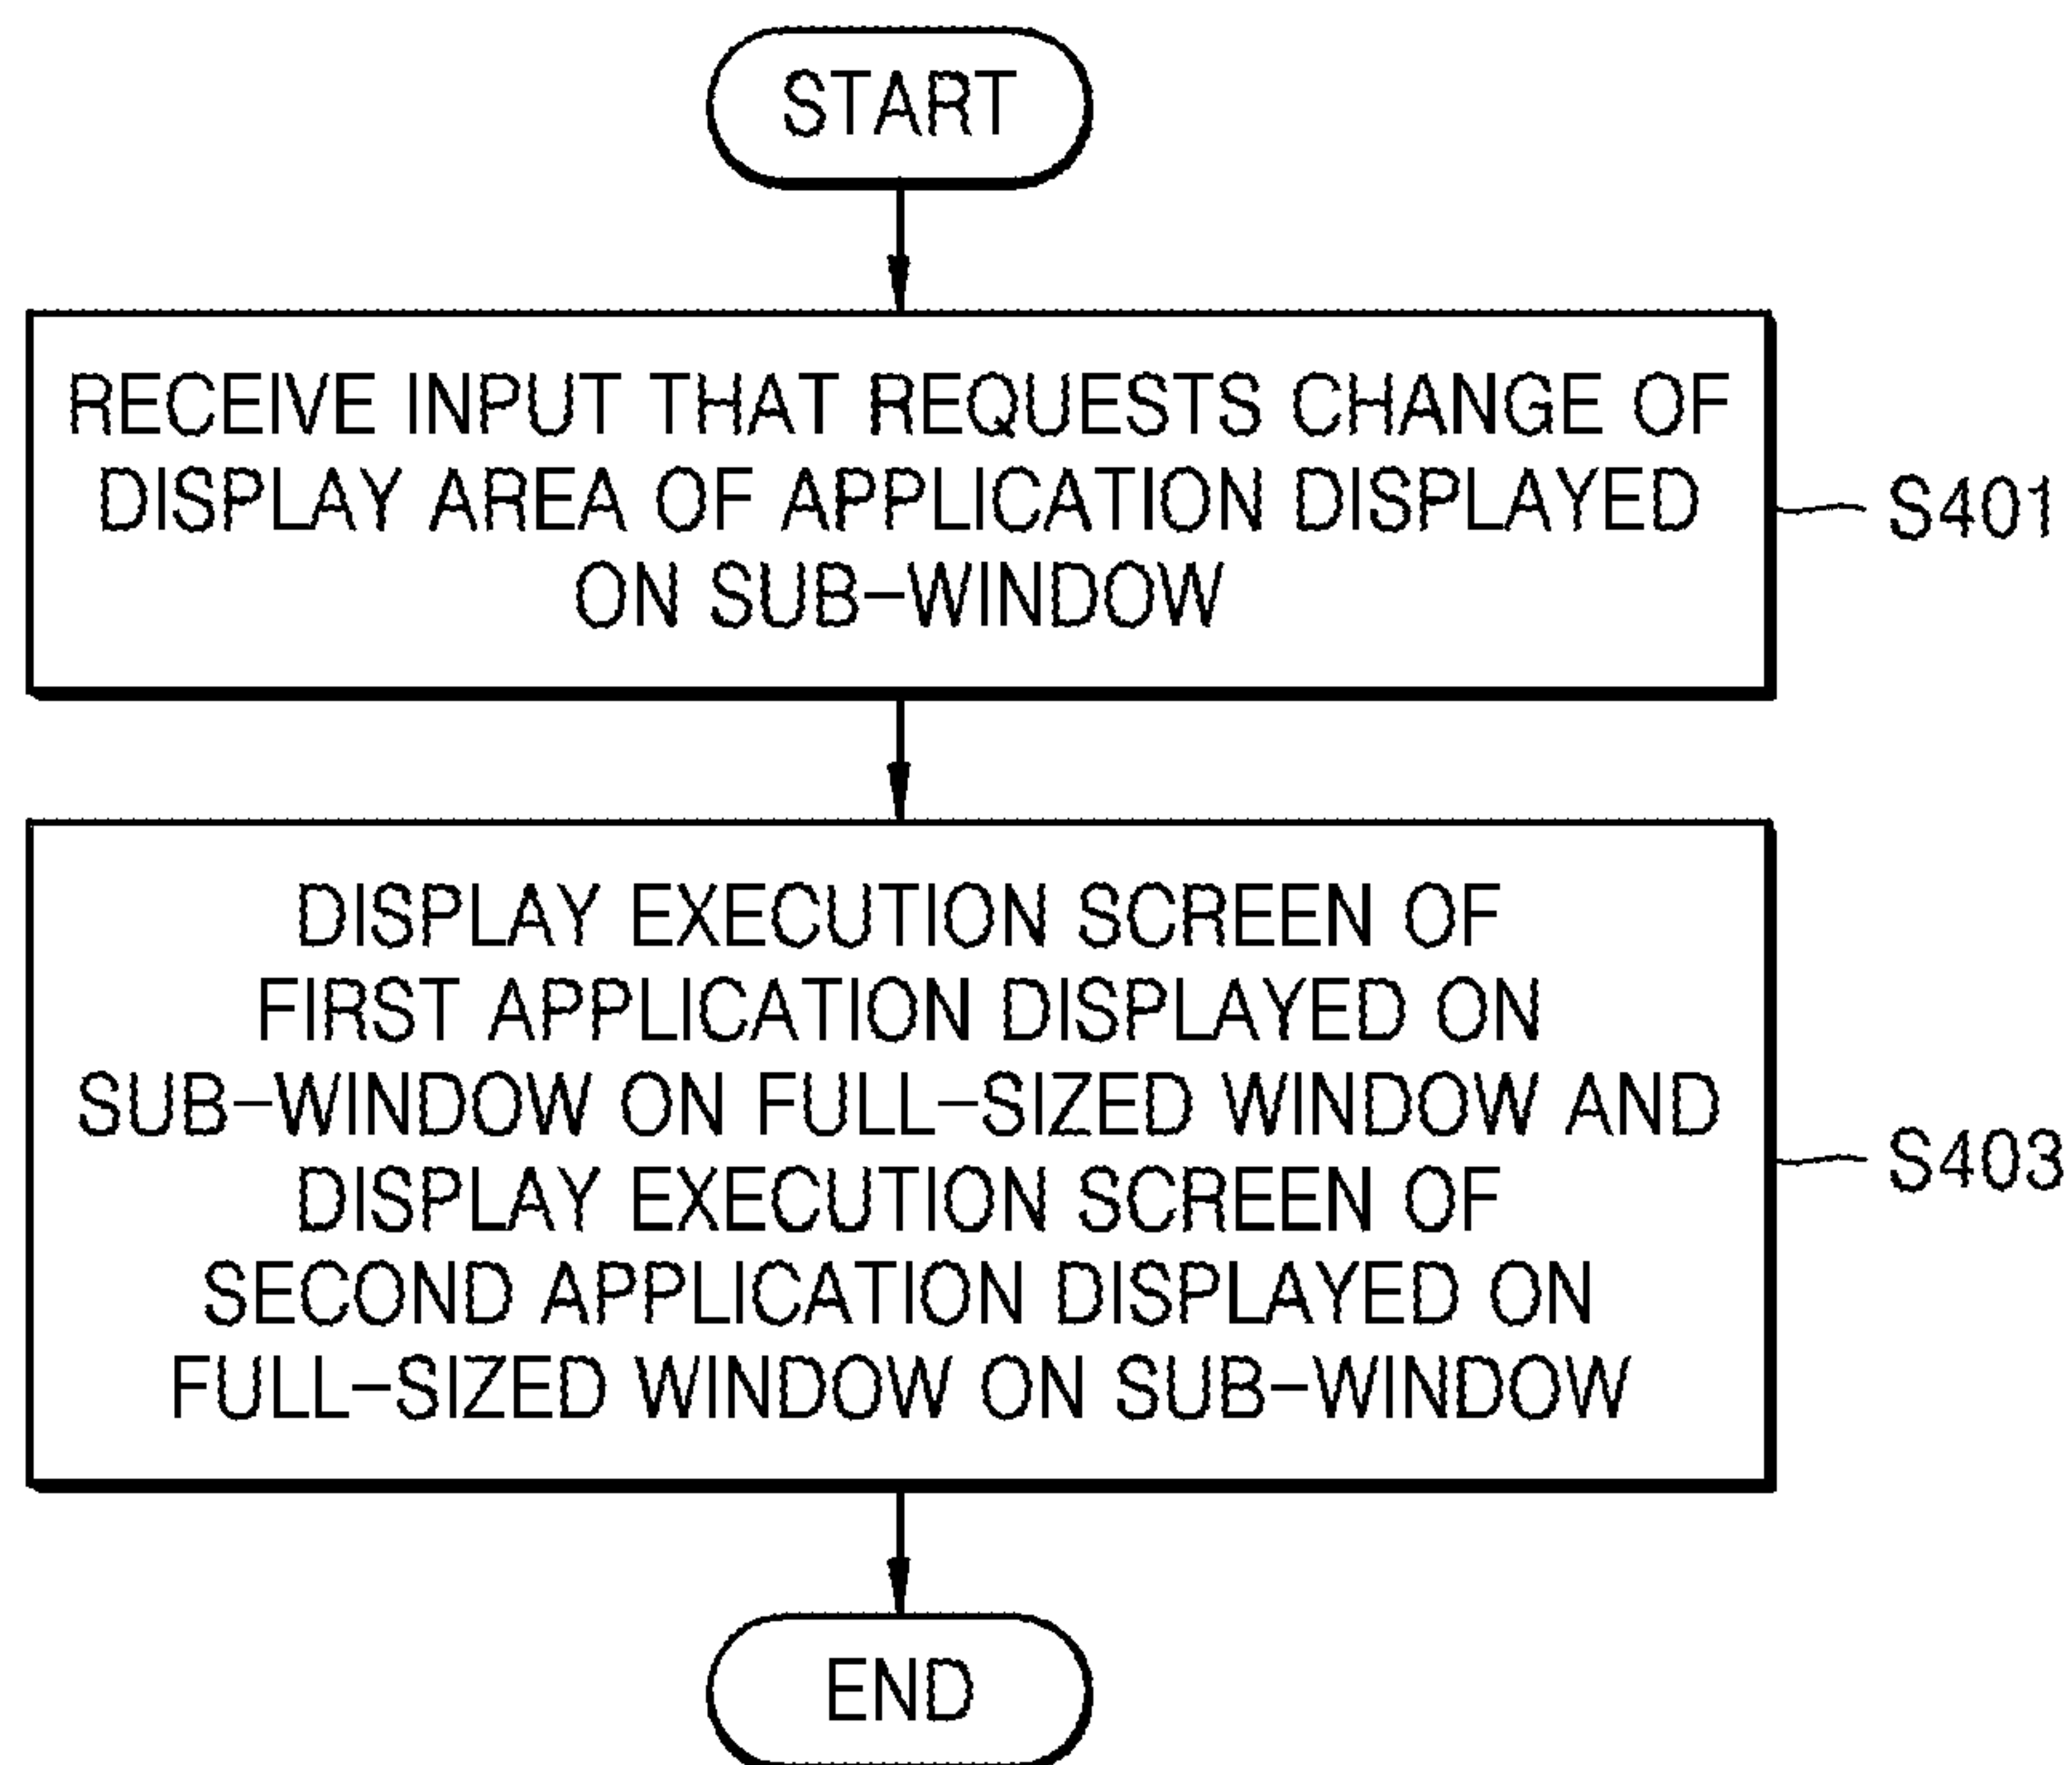 START
RECEIVE INPUT THAT REQUESTS CHANGE OF
DISPLAY AREA OF APPLICATION DISPLAYED
ON SUB-WINDOW
S401
DISPLAY EXECUTION SCREEN OF
FIRST APPLICATION DISPLAYED ON
SUB-WINDOW ON FULL-SIZED WINDOW AND
DISPLAY EXECUTION SCREEN OF
SECOND APPLICATION DISPLAYED ON
FULL-SIZED WINDOW ON SUB-WINDOW
S403
END